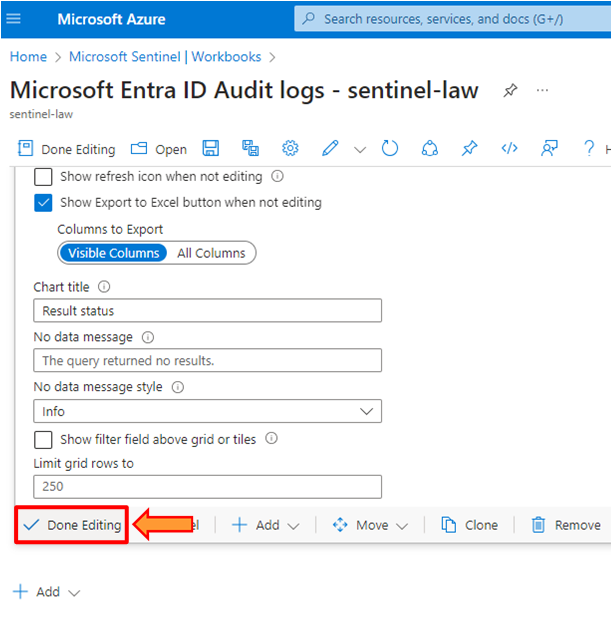 Microsoft Azure
Search resources, services, and docs (G+/)
Home > Microsoft Sentinel | Workbooks >
Microsoft Entra ID Audit logs - sentinel-law ...
sentinel-law
Done Editing Open </> ? H
Show refresh icon when not editing
Show Export to Excel button when not editing
Columns to Export
Visible Columns All Columns
Chart title
Result status
No data message
The query returned no results.
No data message style
Info
Show filter field above grid or tiles
Limit grid rows to
250
Done Editing el Add Move Clone Remove
Add